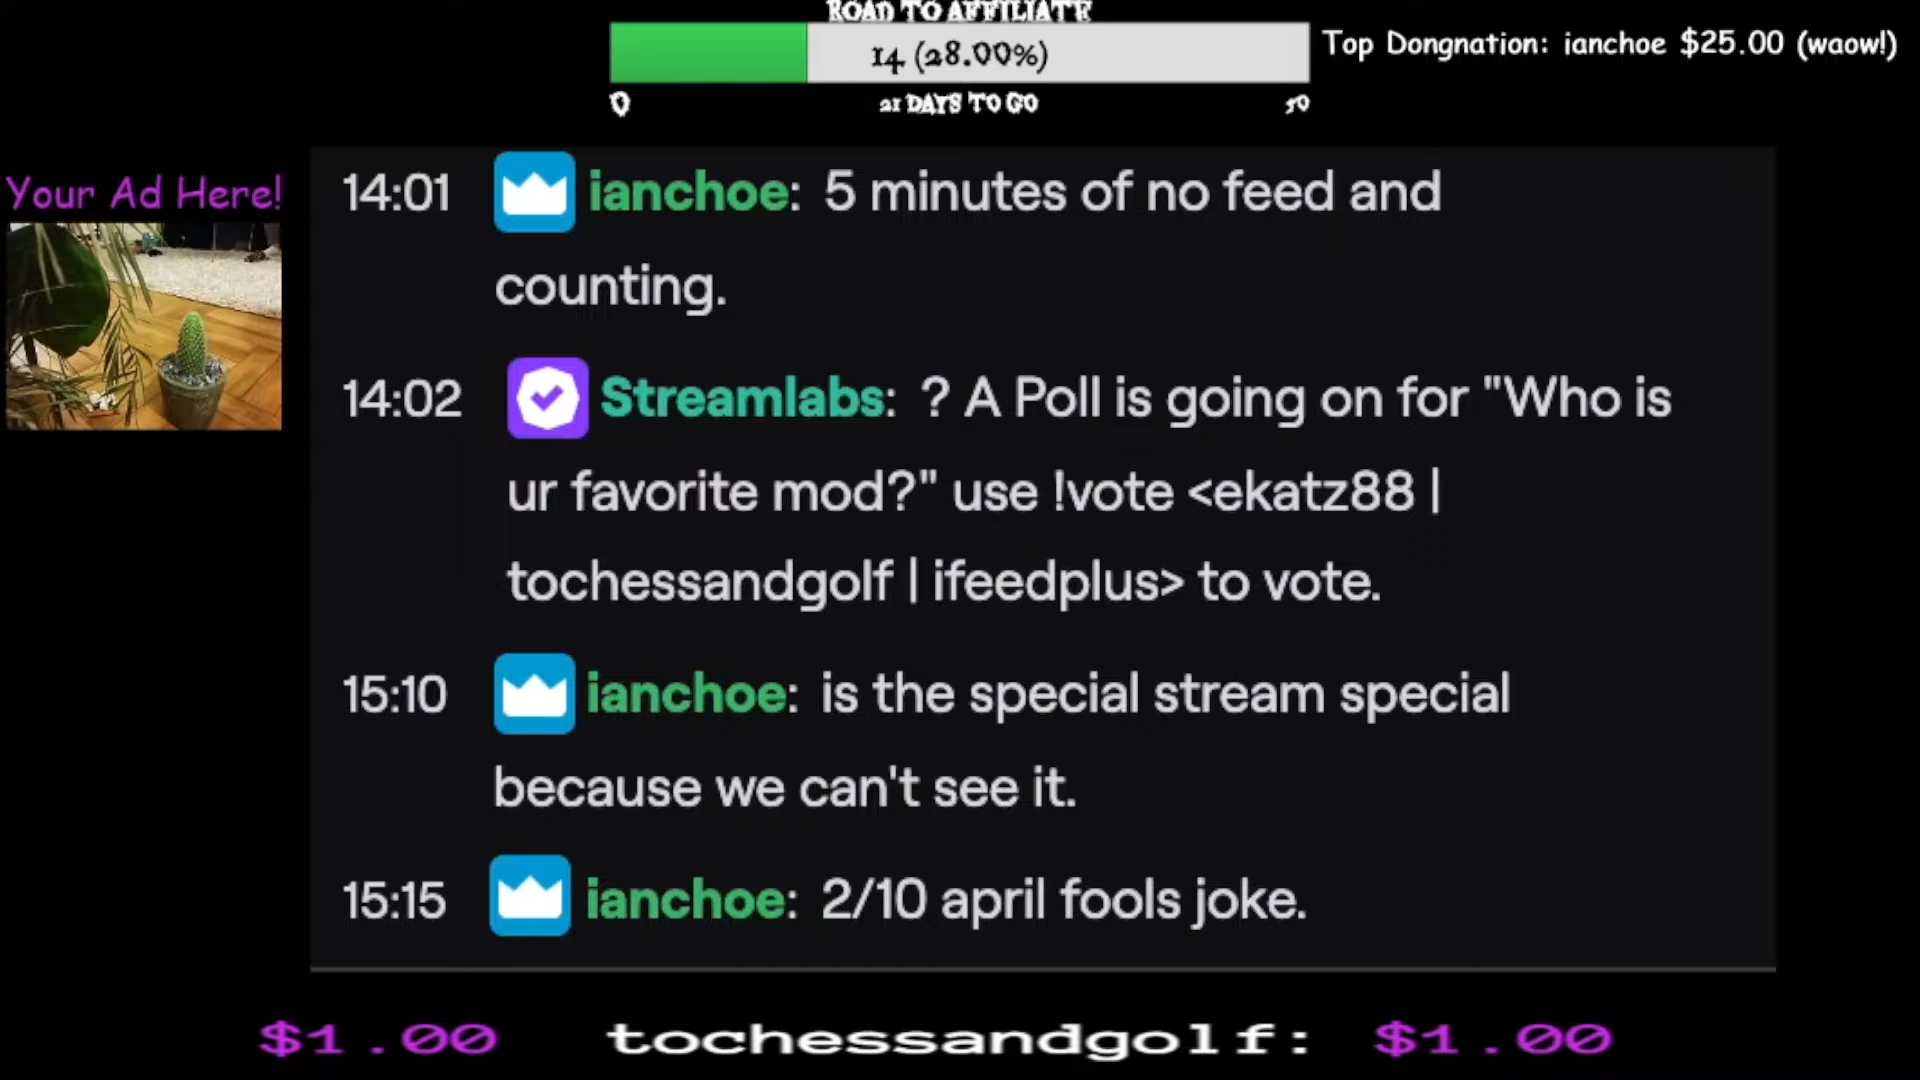 ROAD TO AFFILIATE
14 (28.00%)
0 21 DAYS TO GO 50
Top Dongnation: ianchoe $25.00 (waow!)
Your Ad Here!
14:01 ianchoe: 5 minutes of no feed and
counting.
14:02 Streamlabs: ? A Poll is going on for "Who is
ur favorite mod?" use !vote <ekatz88 |
tochessandgolf | ifeedplus> to vote.
15:10 ianchoe: is the special stream special
because we can't see it.
15:15 ianchoe: 2/10 april fools joke.
$1.00 tochessandgolf: $1.00